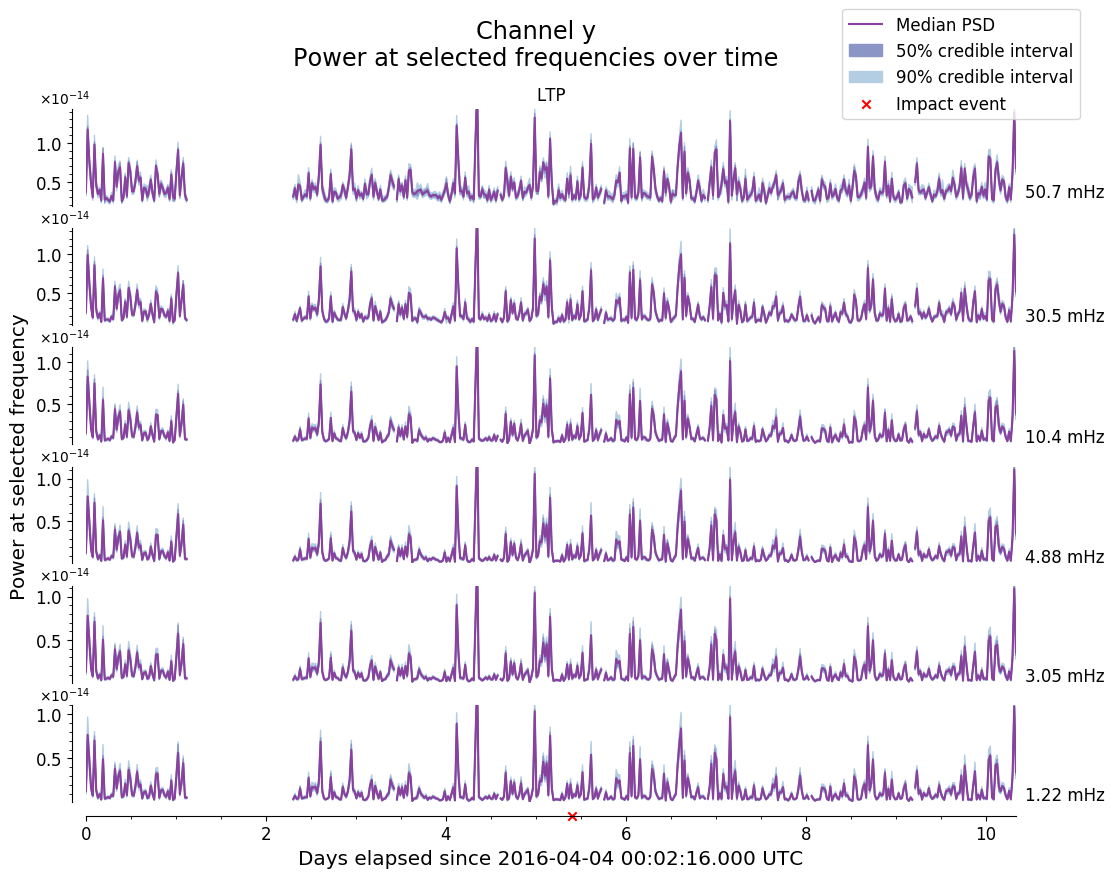 Channel y
Power at selected frequencies over time
Median PSD
50% credible interval
90% credible interval
Impact event
LTP
×10⁻¹⁴
1.0
0.5
50.7 mHz
×10⁻¹⁴
1.0
0.5
30.5 mHz
×10⁻¹⁴
1.0
0.5
10.4 mHz
×10⁻¹⁴
1.0
0.5
4.88 mHz
×10⁻¹⁴
1.0
0.5
3.05 mHz
×10⁻¹⁴
1.0
0.5
1.22 mHz
Power at selected frequency
0 2 4 6 8 10
Days elapsed since 2016-04-04 00:02:16.000 UTC